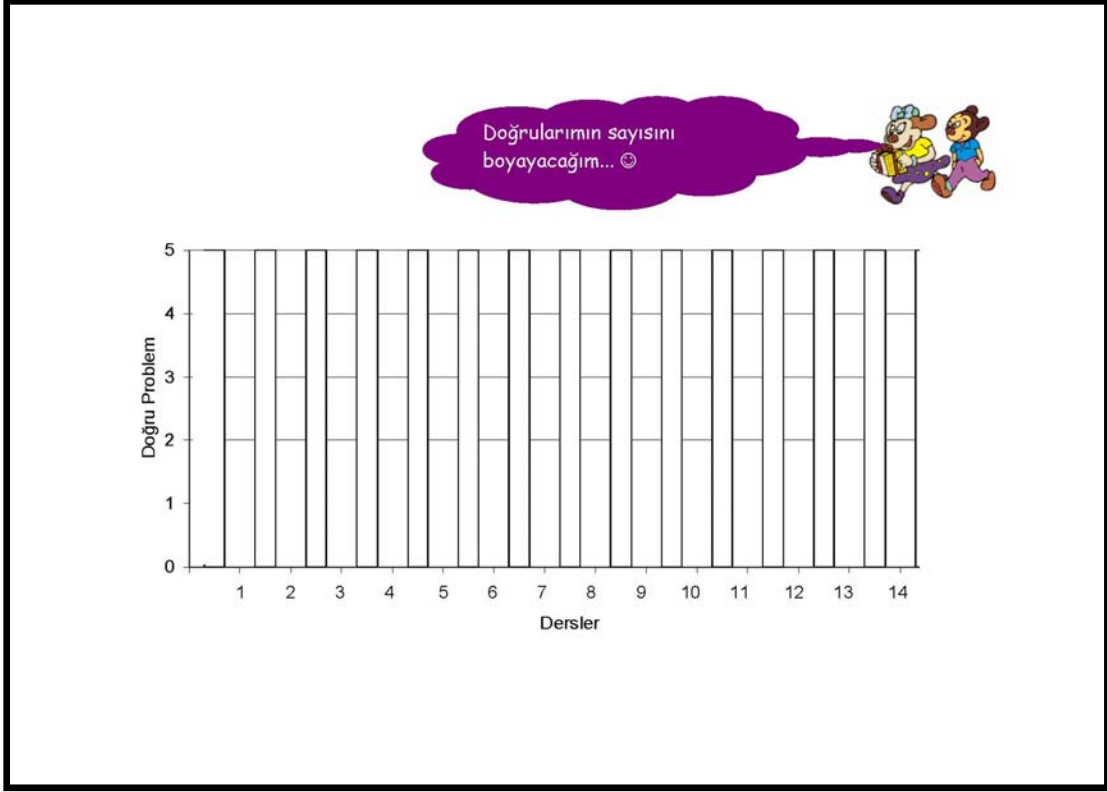 Doğrularımın sayısını
boyayacağım... ☺
5
4
3
2
1
0
Doğru Problem
1 2 3 4 5 6 7 8 9 10 11 12 13 14
Dersler